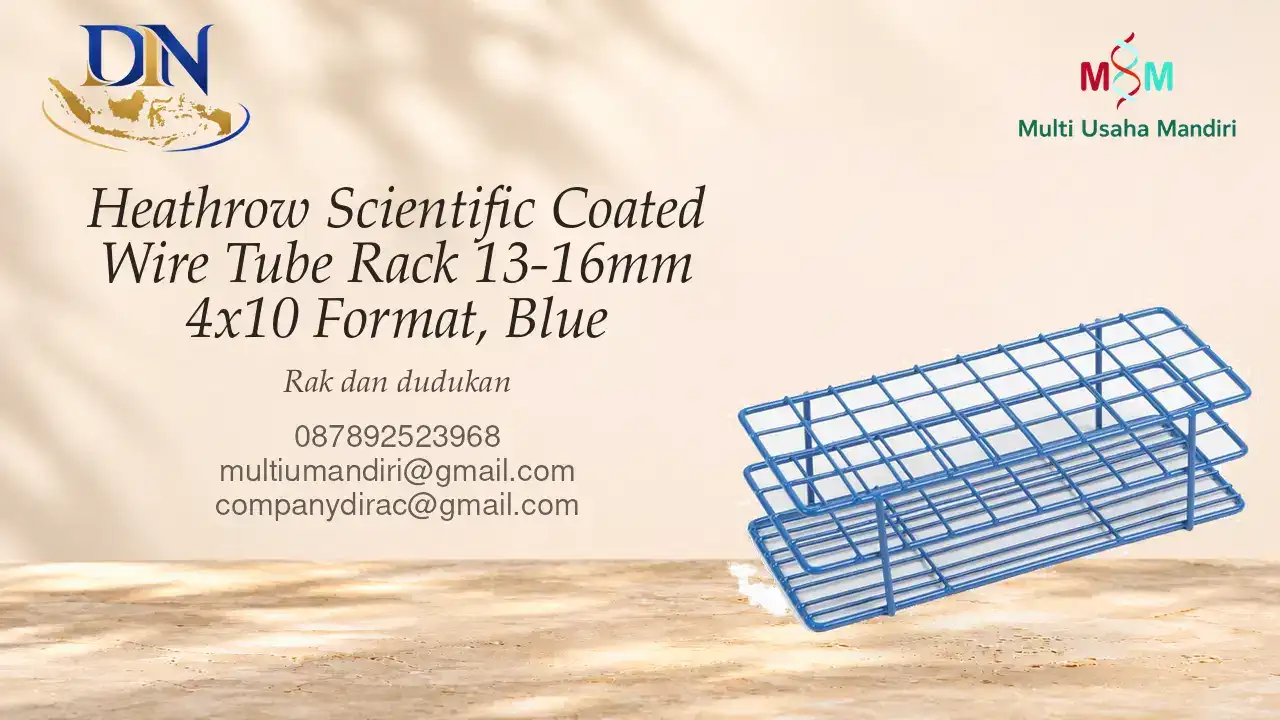 DIN
MSM
Multi Usaha Mandiri
Heathrow Scientific Coated
Wire Tube Rack 13-16mm
4x10 Format, Blue
Rak dan dudukan
087892523968
multiumandiri@gmail.com
companydirac@gmail.com